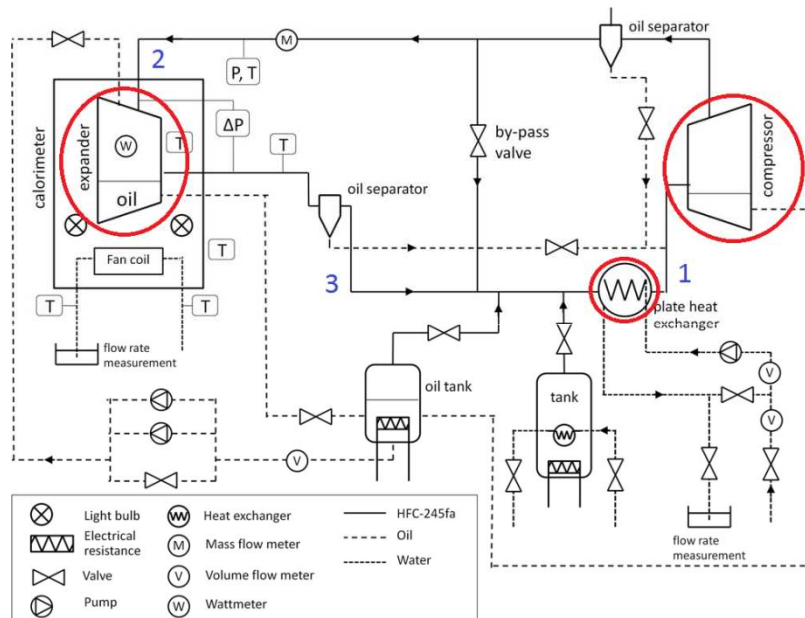 oil separator
2
M
P, T
calorimeter
expander
W
T
ΔP
T
by-pass
valve
compressor
oil
oil separator
T
Fan coil
3
1
T
T
plate heat
exchanger
flow rate
measurement
oil tank
tank
V
V
V
flow rate
measurement
Light bulb
Heat exchanger
HFC-245fa
Electrical
resistance
M
Mass flow meter
Oil
Valve
V
Volume flow meter
Water
Pump
W
Wattmeter